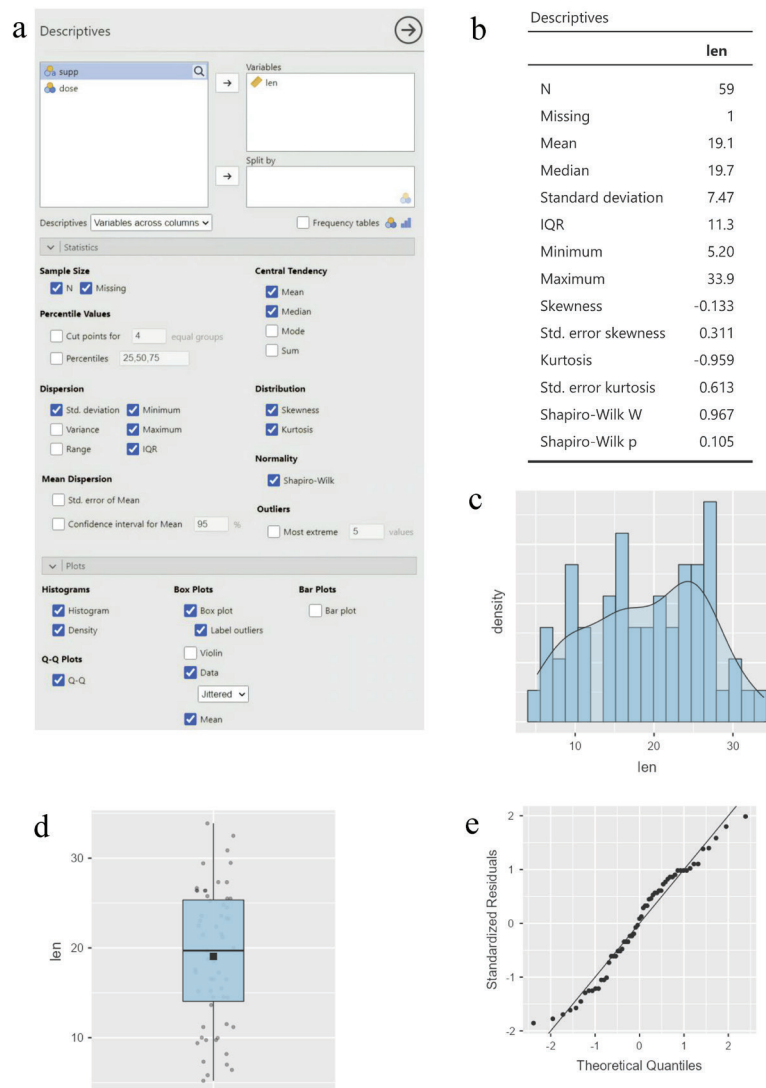 a
Descriptives
supp
dose
Variables
len
Split by
Descriptives Variables across columns Frequency tables
Statistics
Sample Size
N Missing
Percentile Values
Cut points for 4 equal groups
Percentiles 25,50,75
Dispersion
Std. deviation Minimum
Variance Maximum
Range IQR
Mean Dispersion
Std. error of Mean
Confidence interval for Mean 95 %
Central Tendency
Mean
Median
Mode
Sum
Distribution
Skewness
Kurtosis
Normality
Shapiro-Wilk
Outliers
Most extreme 5 values
Plots
Histograms
Histogram
Density
Q-Q Plots
Q-Q
Box Plots
Box plot
Label outliers
Violin
Data
Jittered
Mean
Bar Plots
Bar plot
b
Descriptives
len
N 59
Missing 1
Mean 19.1
Median 19.7
Standard deviation 7.47
IQR 11.3
Minimum 5.20
Maximum 33.9
Skewness -0.133
Std. error skewness 0.311
Kurtosis -0.959
Std. error kurtosis 0.613
Shapiro-Wilk W 0.967
Shapiro-Wilk p 0.105
c
density
10 20 30
len
d
len
30
20
10
e
Standardized Residuals
2
1
0
-1
-2
-2 -1 0 1 2
Theoretical Quantiles